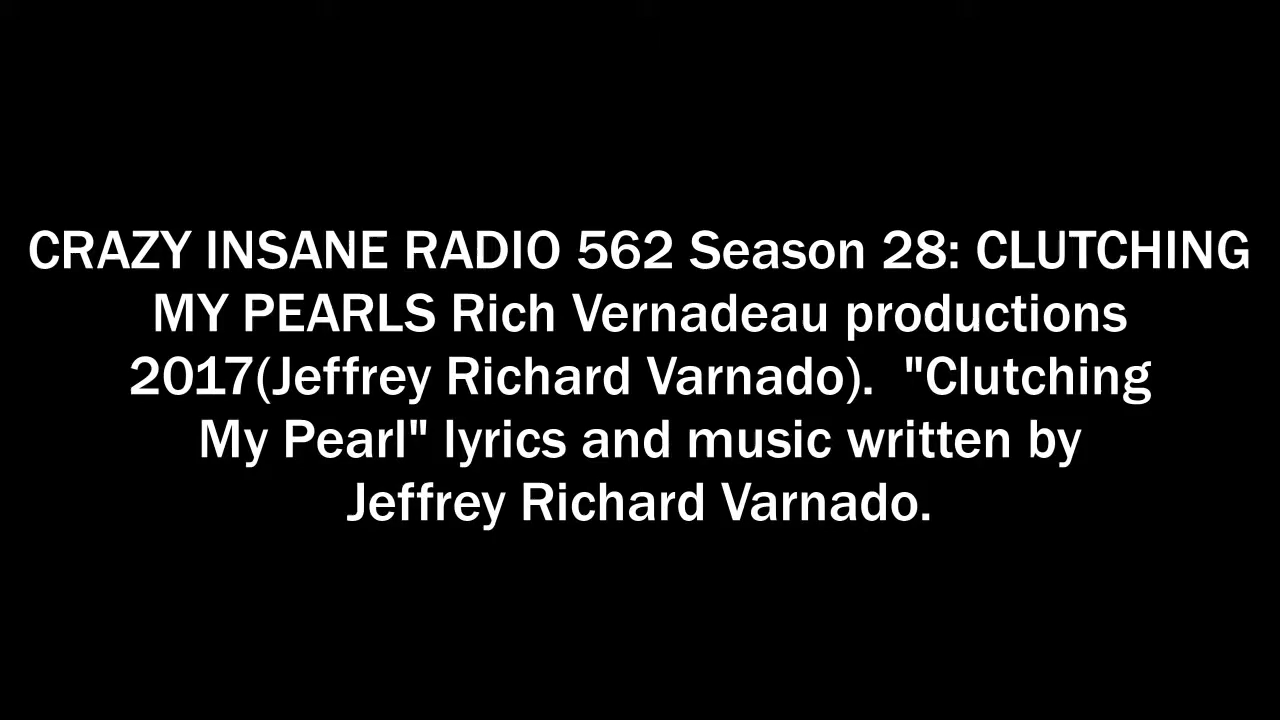 CRAZY INSANE RADIO 562 Season 28: CLUTCHING
MY PEARLS Rich Vernadeau productions
2017(Jeffrey Richard Varnado).  "Clutching
My Pearl" lyrics and music written by
Jeffrey Richard Varnado.